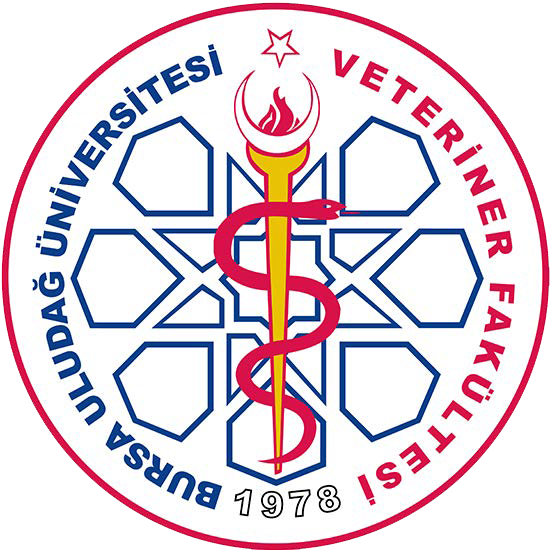 BURSA ULUDAĞ ÜNİVERSİTESİ
VETERİNER FAKÜLTESİ
1978